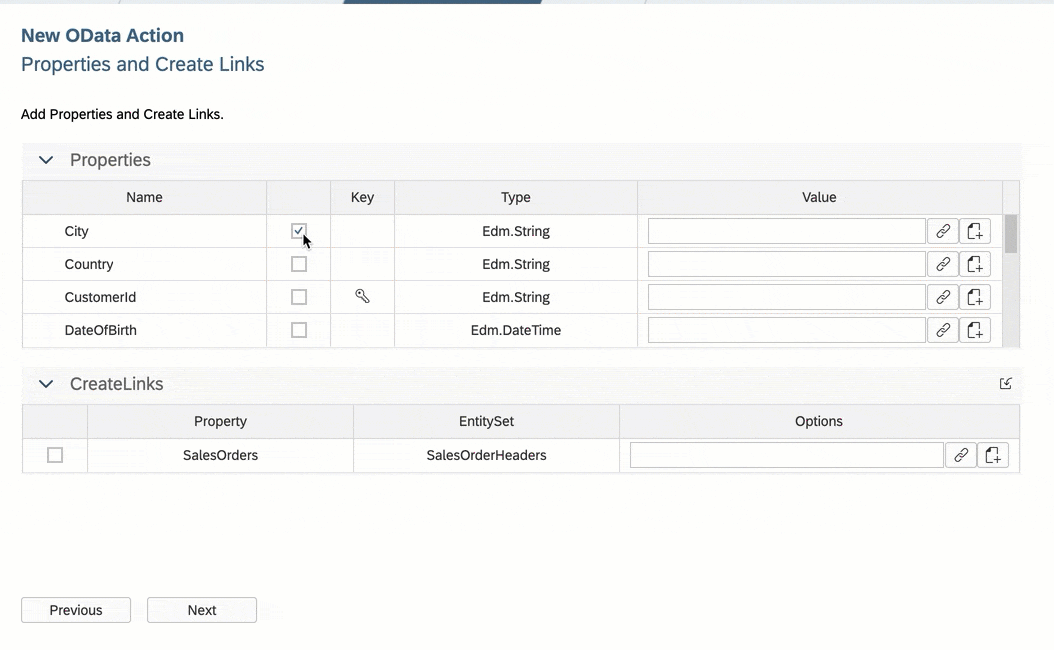 New OData Action
Properties and Create Links
Add Properties and Create Links.
Properties
Name Key Type Value
City Edm.String
Country Edm.String
CustomerId Edm.String
DateOfBirth Edm.DateTime
CreateLinks
Property EntitySet Options
SalesOrders SalesOrderHeaders
Previous Next